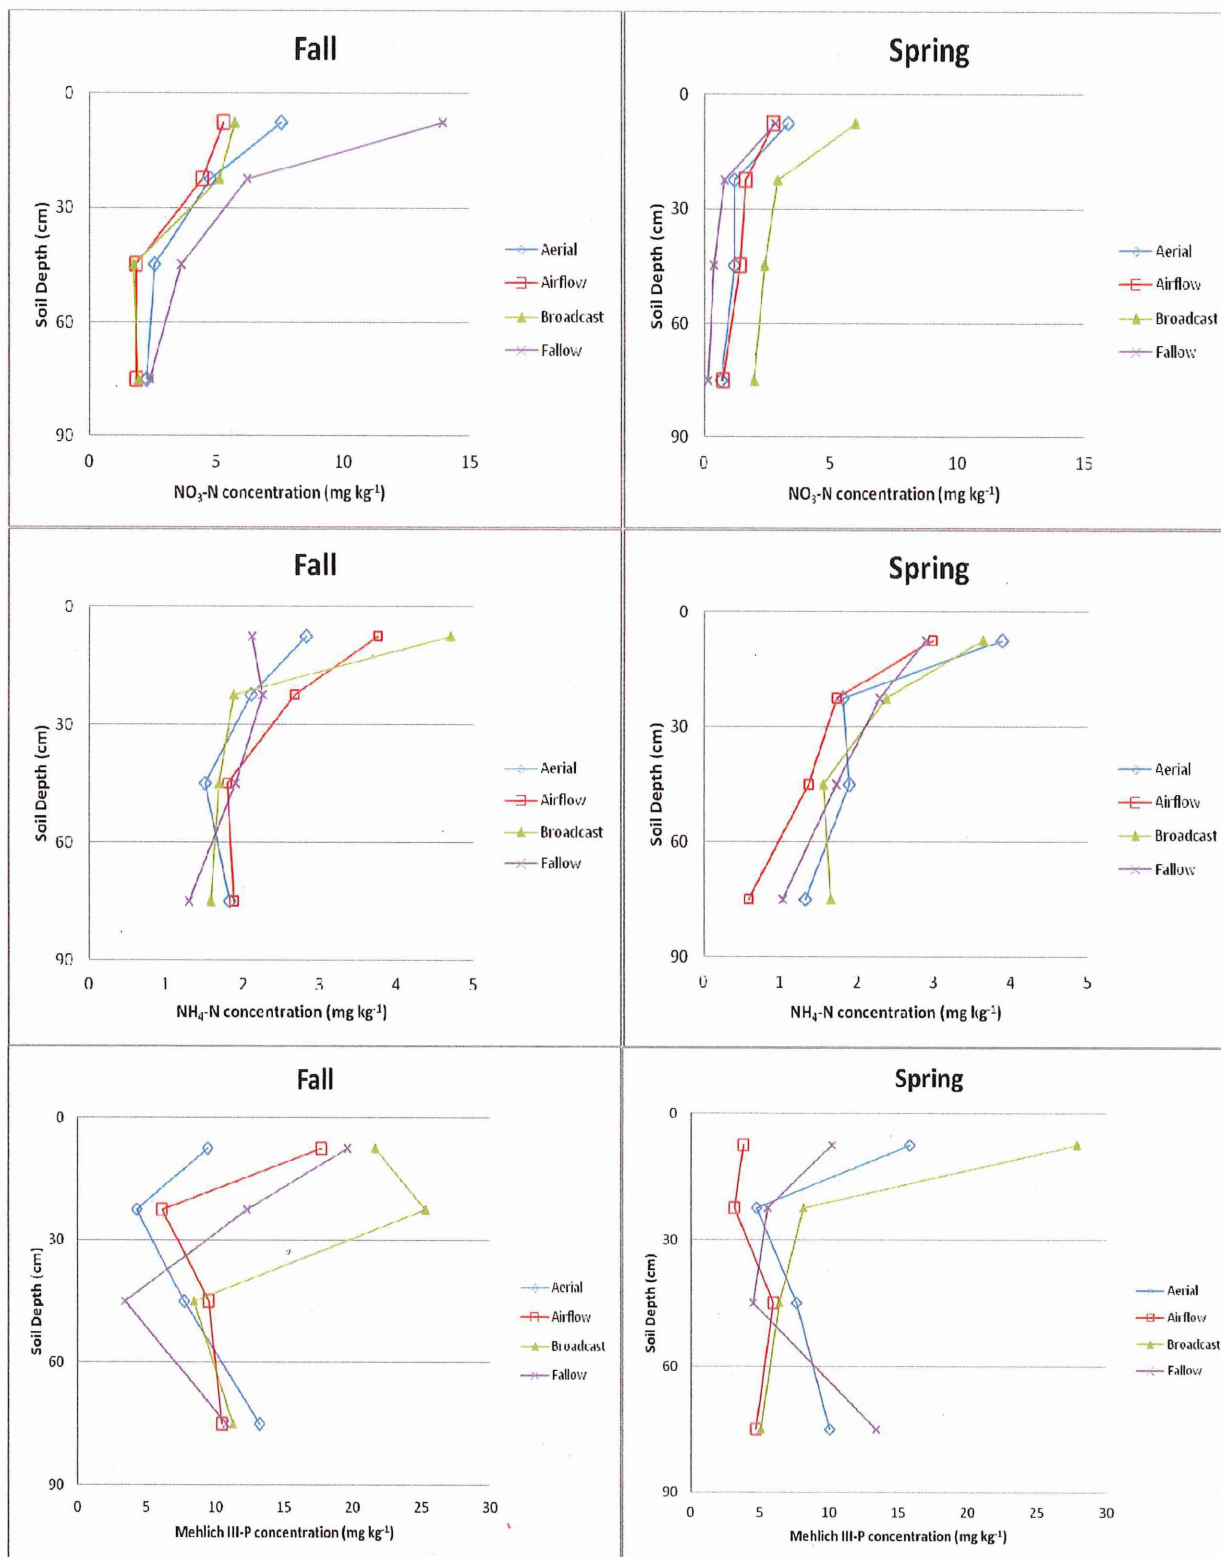 Fall
0
30
60
90
Soil Depth (cm)
0 5 10 15
NO₃-N concentration (mg kg⁻¹)
Aerial
Airflow
Broadcast
Fallow
Spring
0
30
60
90
Soil Depth (cm)
0 5 10 15
NO₃-N concentration (mg kg⁻¹)
Aerial
Airflow
Broadcast
Fallow
Fall
0
30
60
90
Soil Depth (cm)
0 1 2 3 4 5
NH₄-N concentration (mg kg⁻¹)
Aerial
Airflow
Broadcast
Fallow
Spring
0
30
60
90
Soil Depth (cm)
0 1 2 3 4 5
NH₄-N concentration (mg kg⁻¹)
Aerial
Airflow
Broadcast
Fallow
Fall
0
30
60
90
Soil Depth (cm)
0 5 10 15 20 25 30
Mehlich III-P concentration (mg kg⁻¹)
Aerial
Airflow
Broadcast
Fallow
Spring
0
30
60
90
Soil Depth (cm)
0 5 10 15 20 25 30
Mehlich III-P concentration (mg kg⁻¹)
Aerial
Airflow
Broadcast
Fallow